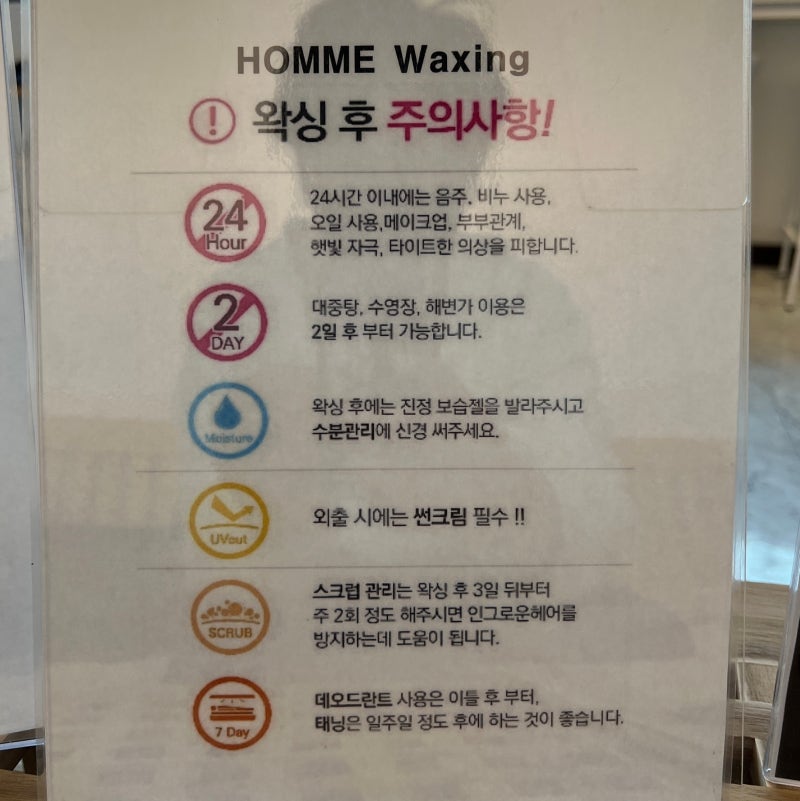 HOMME Waxing
! 왁싱 후 주의사항!
24 Hour
24시간 이내에는 음주, 비누 사용,
오일 사용,메이크업, 부부관계,
햇빛 자극, 타이트한 의상을 피합니다.
2 DAY
대중탕, 수영장, 해변가 이용은
2일 후 부터 가능합니다.
Moisture
왁싱 후에는 진정 보습젤을 발라주시고
수분관리에 신경 써주세요.
UVcut
외출 시에는 썬크림 필수 !!
SCRUB
스크럽 관리는 왁싱 후 3일 뒤부터
주 2회 정도 해주시면 인그로운헤어를
방지하는데 도움이 됩니다.
7 Day
데오드란트 사용은 이틀 후 부터,
태닝은 일주일 정도 후에 하는 것이 좋습니다.